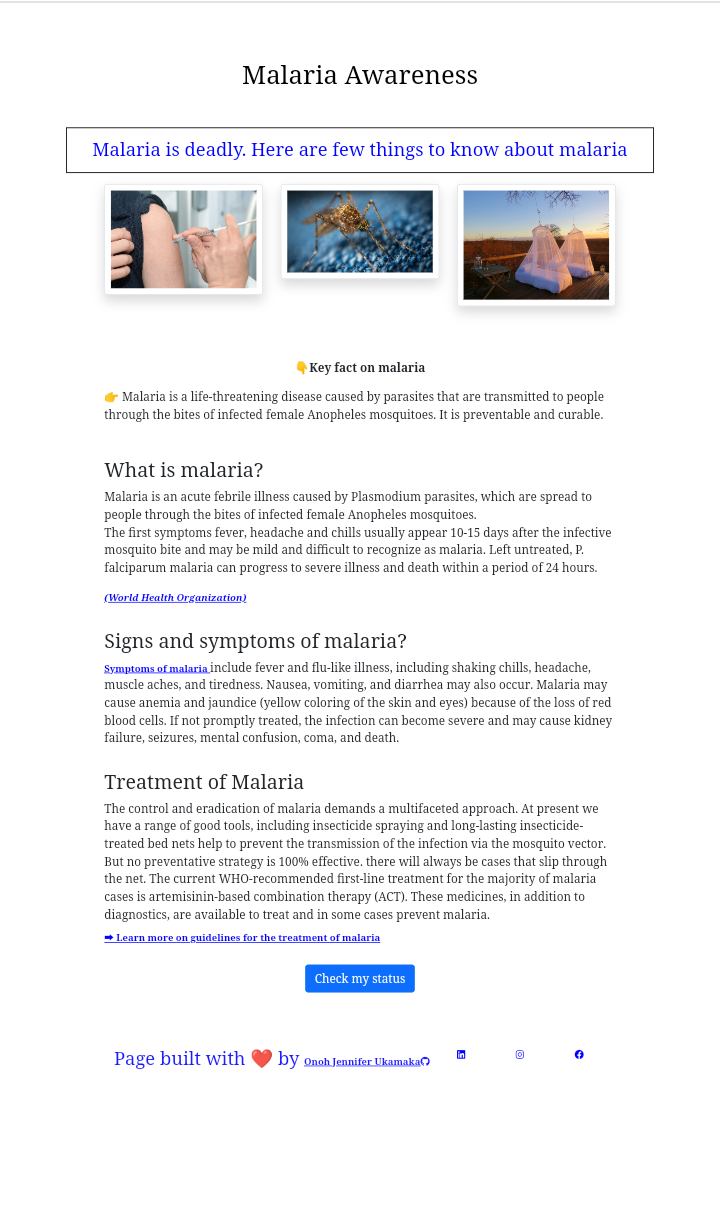 Malaria Awareness
Malaria is deadly. Here are few things to know about malaria
👇Key fact on malaria
👉 Malaria is a life-threatening disease caused by parasites that are transmitted to people
through the bites of infected female Anopheles mosquitoes. It is preventable and curable.
What is malaria?
Malaria is an acute febrile illness caused by Plasmodium parasites, which are spread to
people through the bites of infected female Anopheles mosquitoes.
The first symptoms fever, headache and chills usually appear 10-15 days after the infective
mosquito bite and may be mild and difficult to recognize as malaria. Left untreated, P.
falciparum malaria can progress to severe illness and death within a period of 24 hours.
(World Health Organization)
Signs and symptoms of malaria?
Symptoms of malaria include fever and flu-like illness, including shaking chills, headache,
muscle aches, and tiredness. Nausea, vomiting, and diarrhea may also occur. Malaria may
cause anemia and jaundice (yellow coloring of the skin and eyes) because of the loss of red
blood cells. If not promptly treated, the infection can become severe and may cause kidney
failure, seizures, mental confusion, coma, and death.
Treatment of Malaria
The control and eradication of malaria demands a multifaceted approach. At present we
have a range of good tools, including insecticide spraying and long-lasting insecticide-
treated bed nets help to prevent the transmission of the infection via the mosquito vector.
But no preventative strategy is 100% effective. there will always be cases that slip through
the net. The current WHO-recommended first-line treatment for the majority of malaria
cases is artemisinin-based combination therapy (ACT). These medicines, in addition to
diagnostics, are available to treat and in some cases prevent malaria.
➡ Learn more on guidelines for the treatment of malaria
Check my status
Page built with ❤️ by Onoh Jennifer Ukamaka